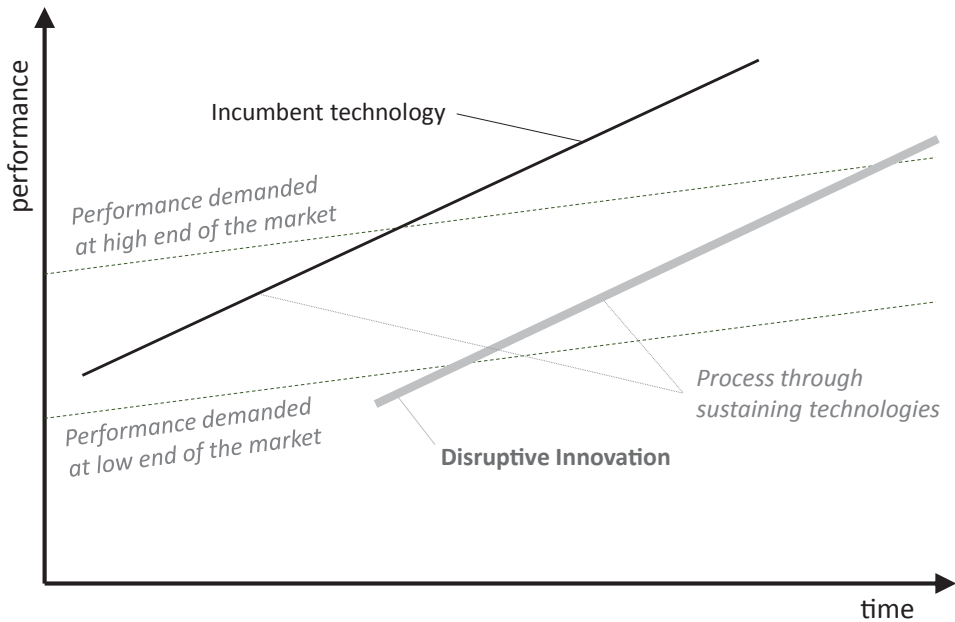 performance
Incumbent technology
Performance demanded
at high end of the market
Performance demanded
at low end of the market
Process through
sustaining technologies
Disruptive Innovation
time